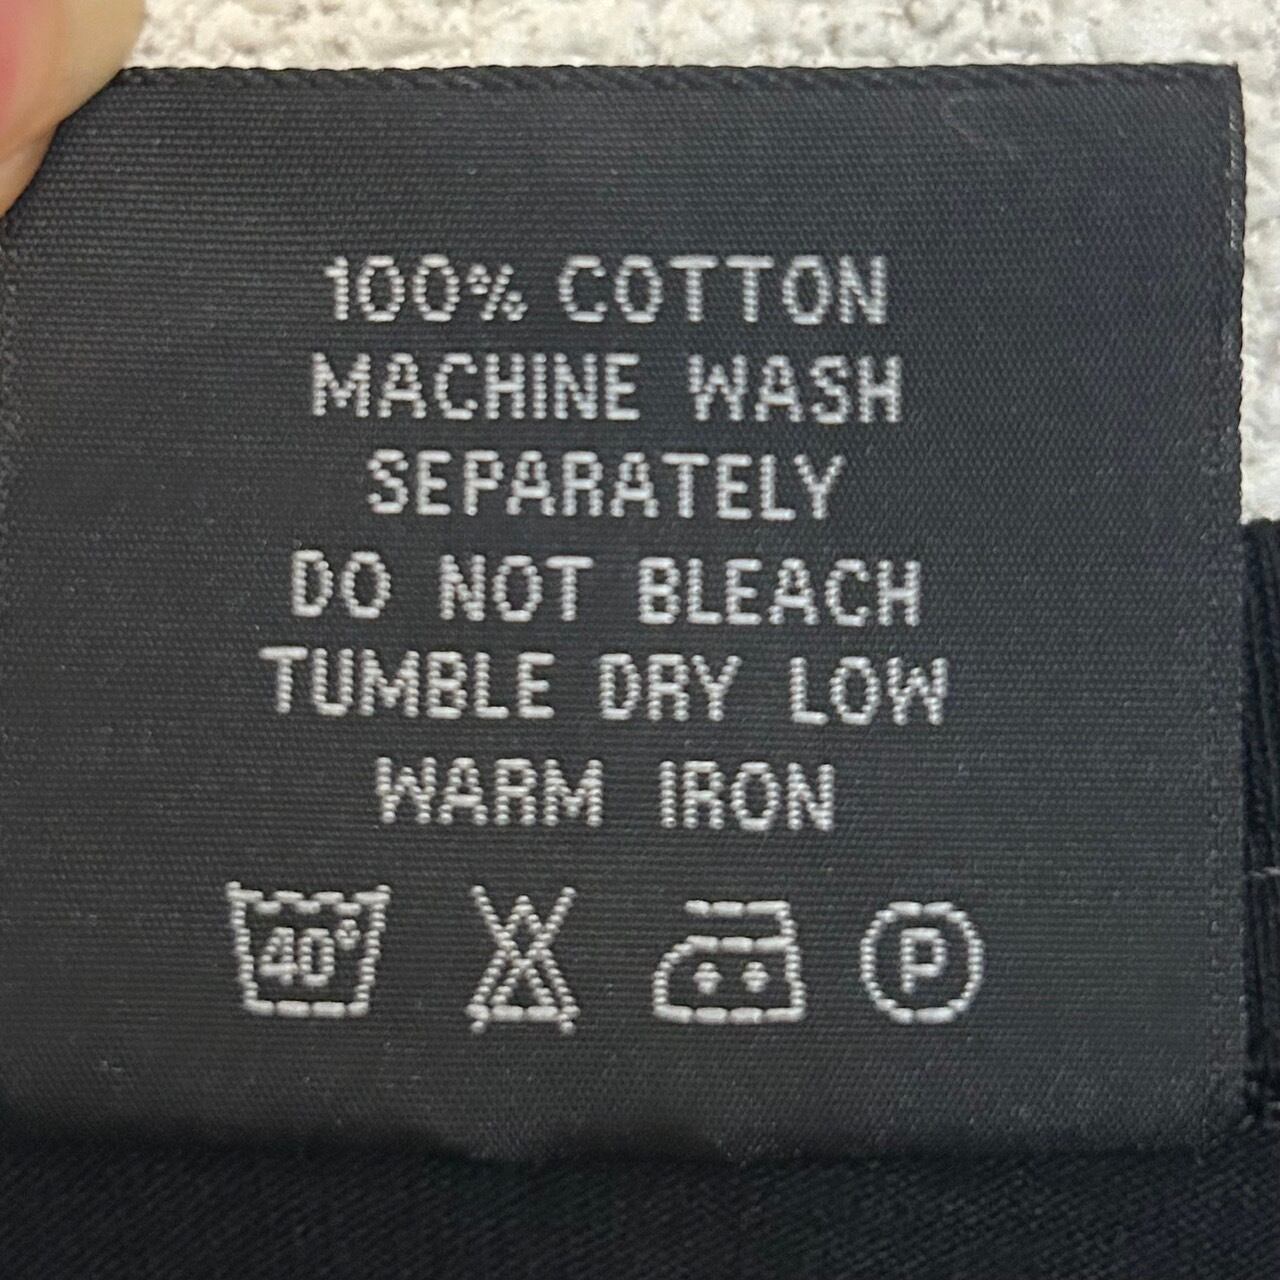 100% COTTON
MACHINE WASH
SEPARATELY
DO NOT BLEACH
TUMBLE DRY LOW
WARM IRON
40° P